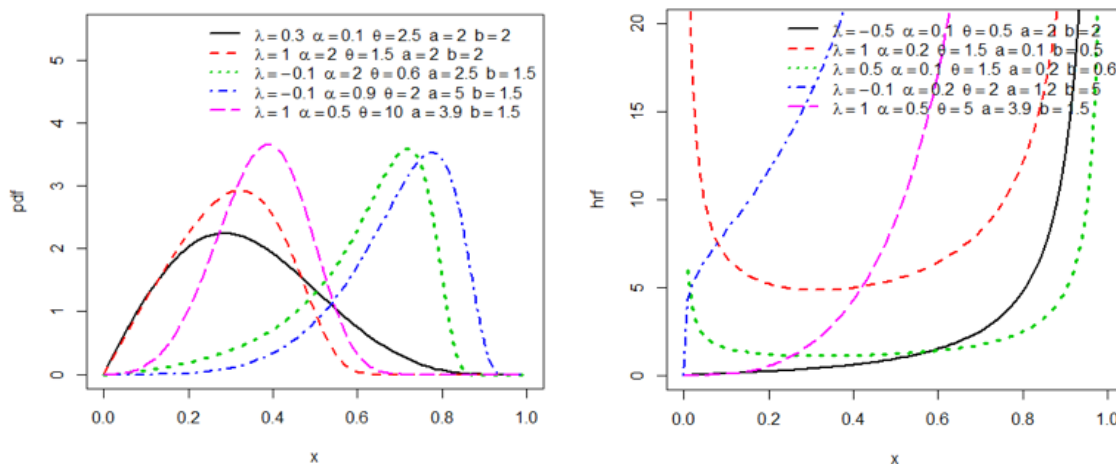 λ = 0.3 α = 0.1 θ = 2.5 a = 2 b = 2
λ = 1 α = 2 θ = 1.5 a = 2 b = 2
λ = −0.1 α = 2 θ = 0.6 a = 2.5 b = 1.5
λ = −0.1 α = 0.9 θ = 2 a = 5 b = 1.5
λ = 1 α = 0.5 θ = 10 a = 3.9 b = 1.5
pdf
5
4
3
2
1
0
0.0 0.2 0.4 0.6 0.8 1.0
x
λ = −0.5 α = 0.1 θ = 0.5 a = 2 b = 2
λ = 1 α = 0.2 θ = 1.5 a = 0.1 b = 0.5
λ = 0.5 α = 0.1 θ = 1.5 a = 0.2 b = 0.6
λ = −0.1 α = 0.2 θ = 2 a = 1.2 b = 5
λ = 1 α = 0.5 θ = 5 a = 3.9 b = 1.5
hrf
20
15
10
5
0
0.0 0.2 0.4 0.6 0.8 1.0
x